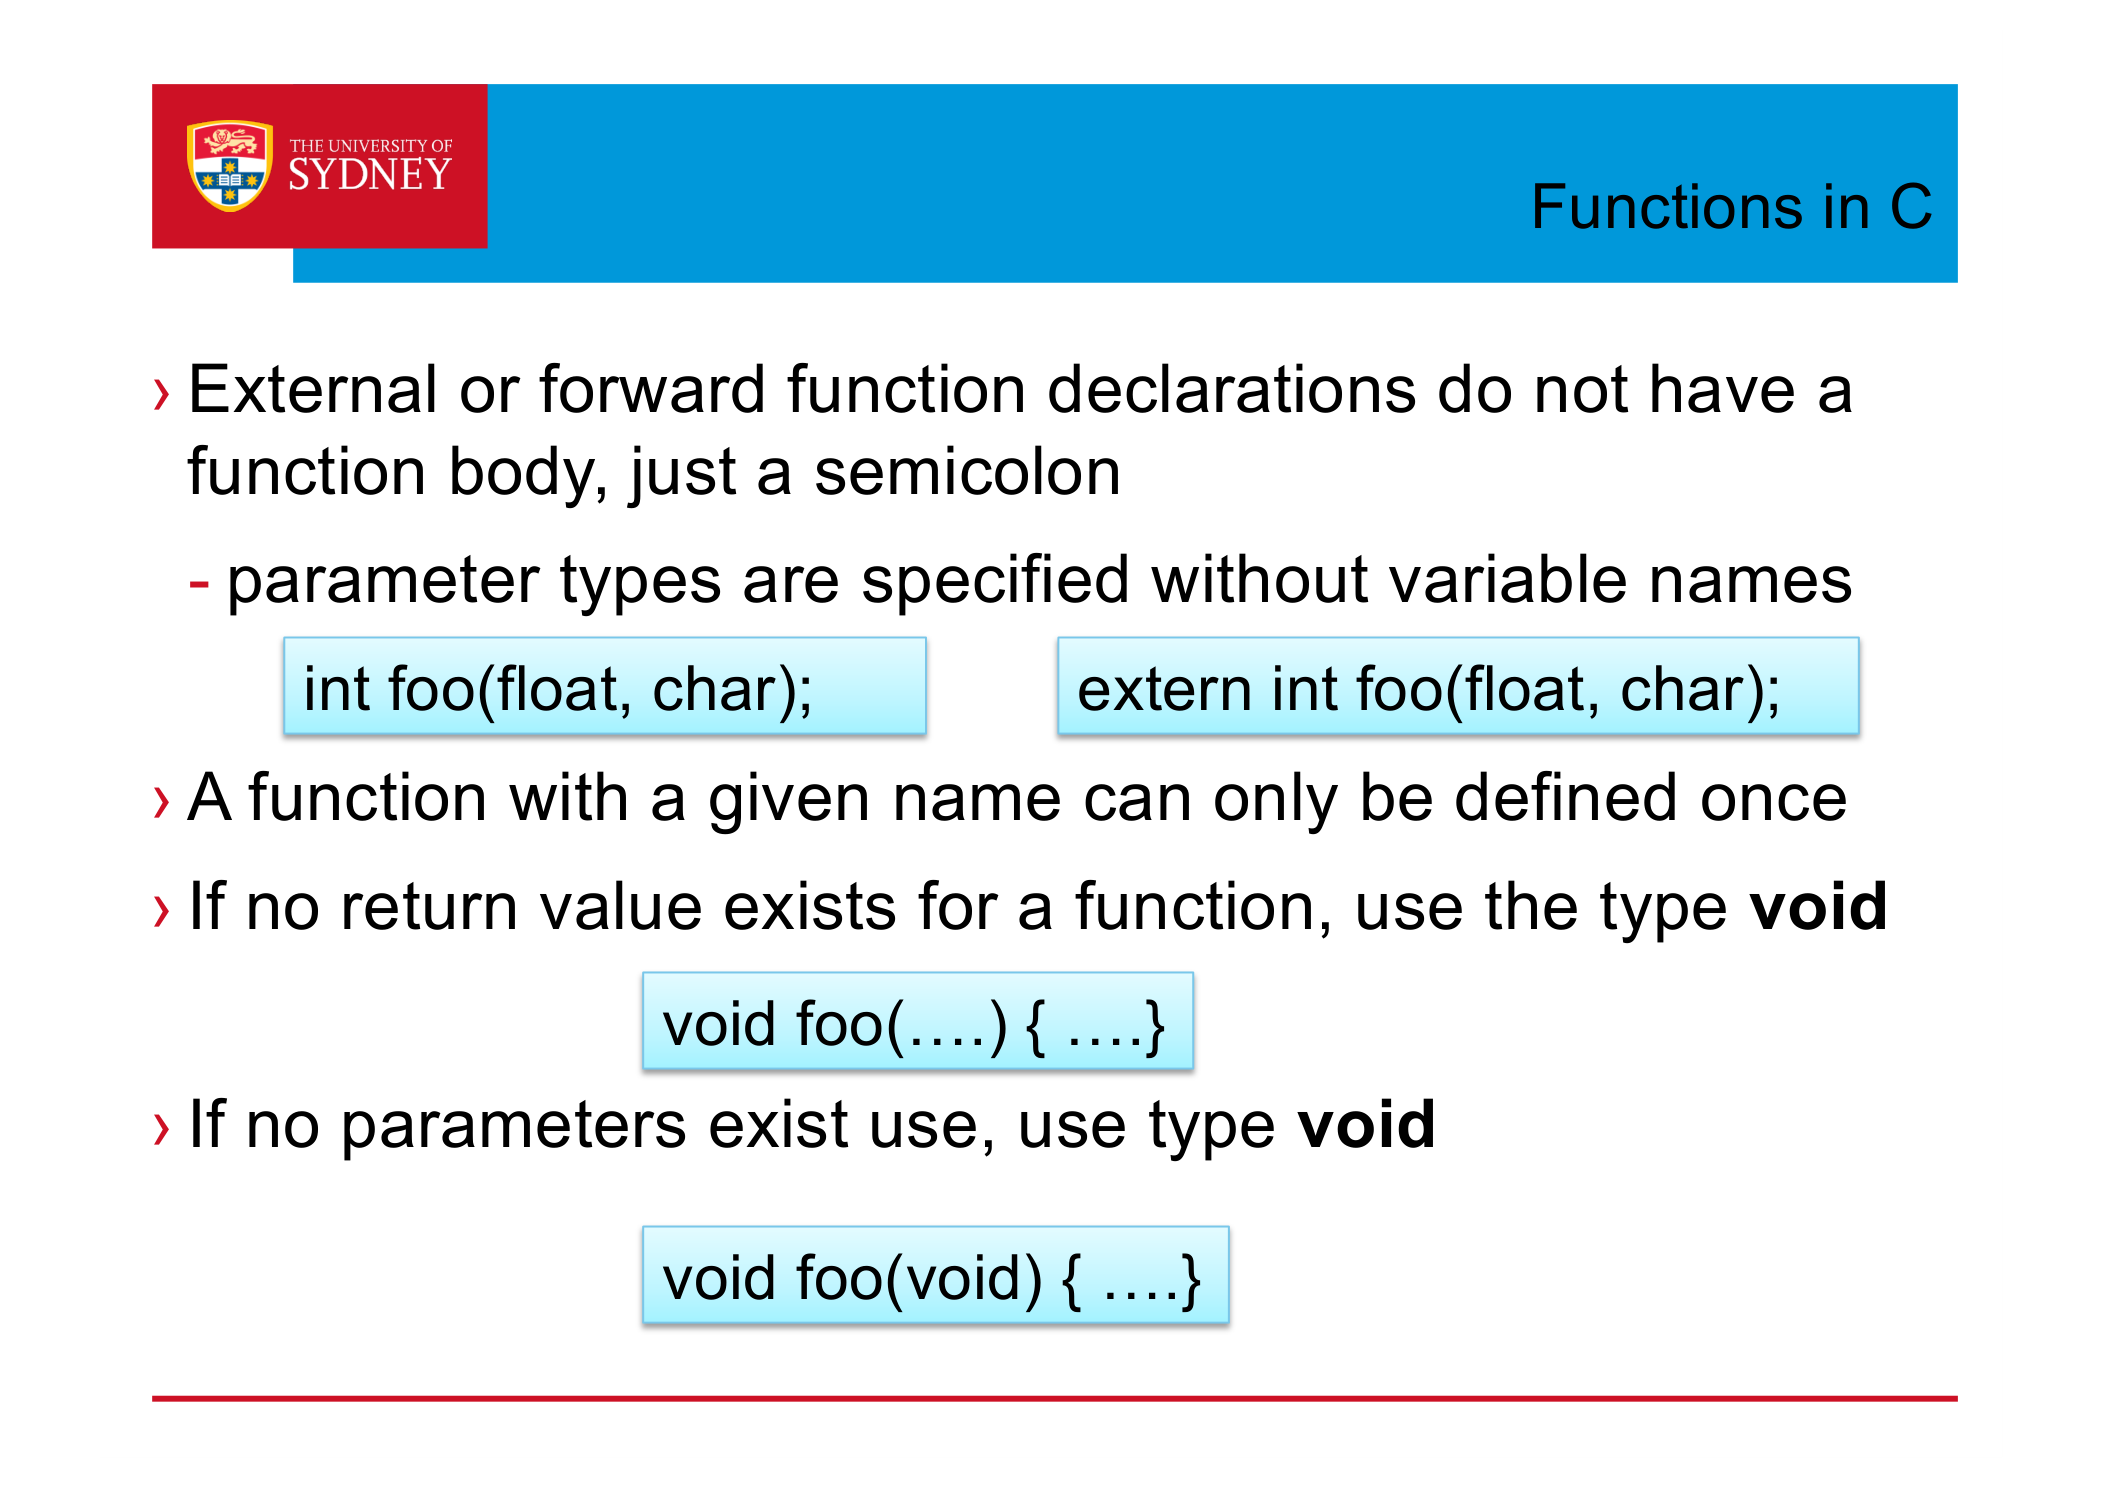 THE UNIVERSITY OF
SYDNEY
Functions in C
› External or forward function declarations do not have a
function body, just a semicolon
- parameter types are specified without variable names
int foo(float, char);
extern int foo(float, char);
› A function with a given name can only be defined once
› If no return value exists for a function, use the type void
void foo(….) { ….}
› If no parameters exist use, use type void
void foo(void) { ….}